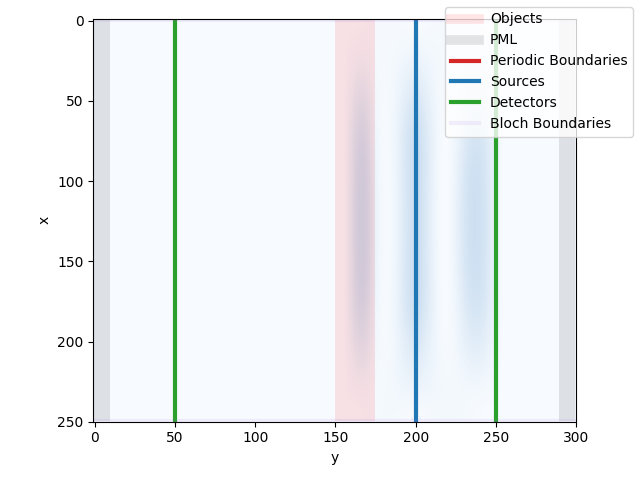 Objects
PML
Periodic Boundaries
Sources
Detectors
Bloch Boundaries
0
50
100
150
200
250
x
0 50 100 150 200 250 300
y